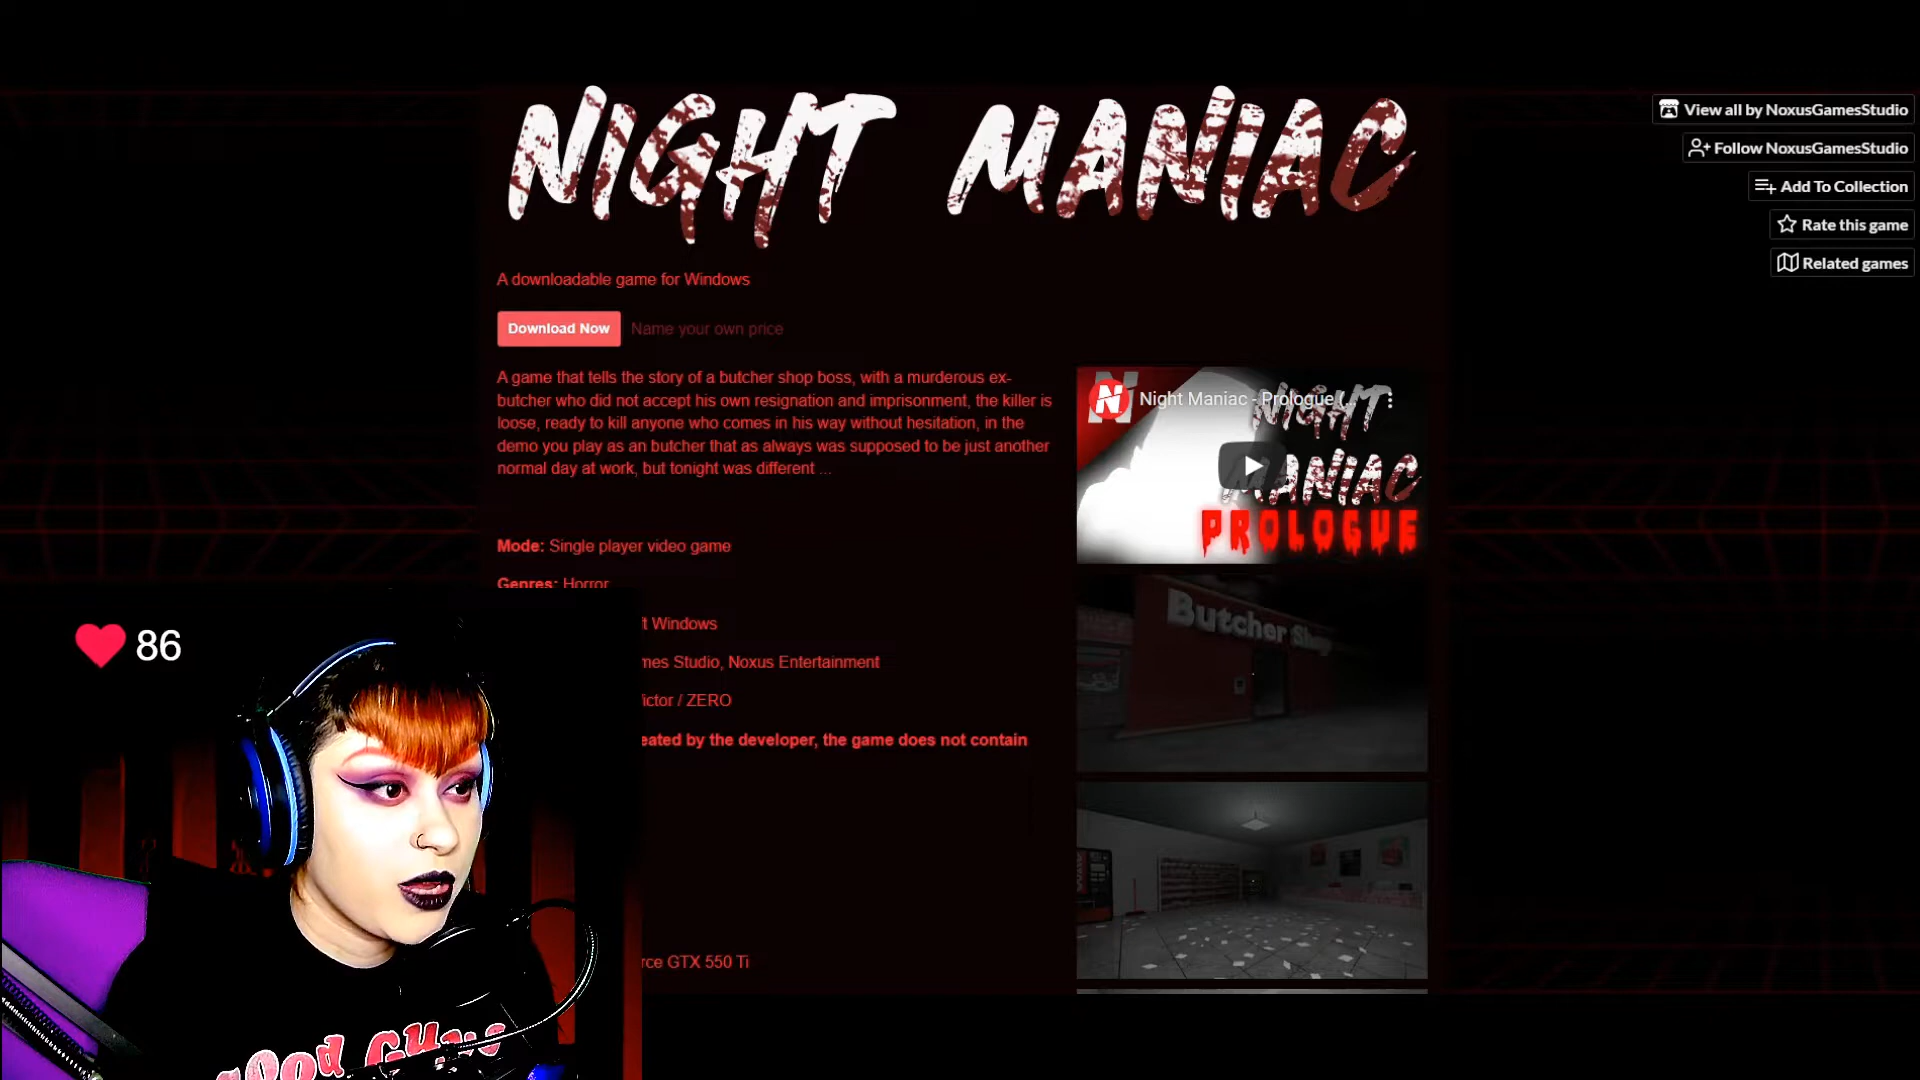 NIGHT MANIAC
View all by NoxusGamesStudio
Follow NoxusGamesStudio
Add To Collection
Rate this game
Related games
A downloadable game for Windows
Download Now Name your own price
A game that tells the story of a butcher shop boss, with a murderous ex-
butcher who did not accept his own resignation and imprisonment, the killer is
loose, ready to kill anyone who comes in his way without hesitation, in the
demo you play as an butcher that as always was supposed to be just another
normal day at work, but tonight was different ...
Mode: Single player video game
Genres: Horror
t Windows
mes Studio, Noxus Entertainment
ictor / ZERO
eated by the developer, the game does not contain
rce GTX 550 Ti
Night Maniac - Prologue (...
NIGHT
MANIAC
PROLOGUE
Butcher Shop
86